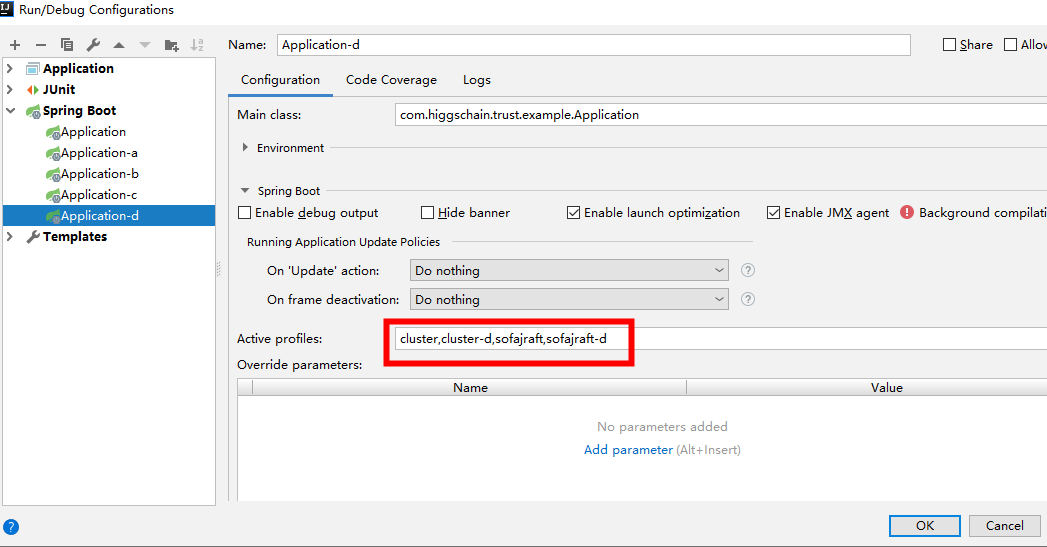 Run/Debug Configurations
Name: Application-d
Share
Allow
Application
JUnit
Spring Boot
Application
Application-a
Application-b
Application-c
Application-d
Templates
Configuration
Code Coverage
Logs
Main class: com.higgschain.trust.example.Application
Environment
Spring Boot
Enable debug output
Hide banner
Enable launch optimization
Enable JMX agent
Background compilati
Running Application Update Policies
On 'Update' action: Do nothing ?
On frame deactivation: Do nothing ?
Active profiles: cluster,cluster-d,sofajraft,sofajraft-d
Override parameters:
Name
Value
No parameters added
Add parameter (Alt+Insert)
?
OK
Cancel